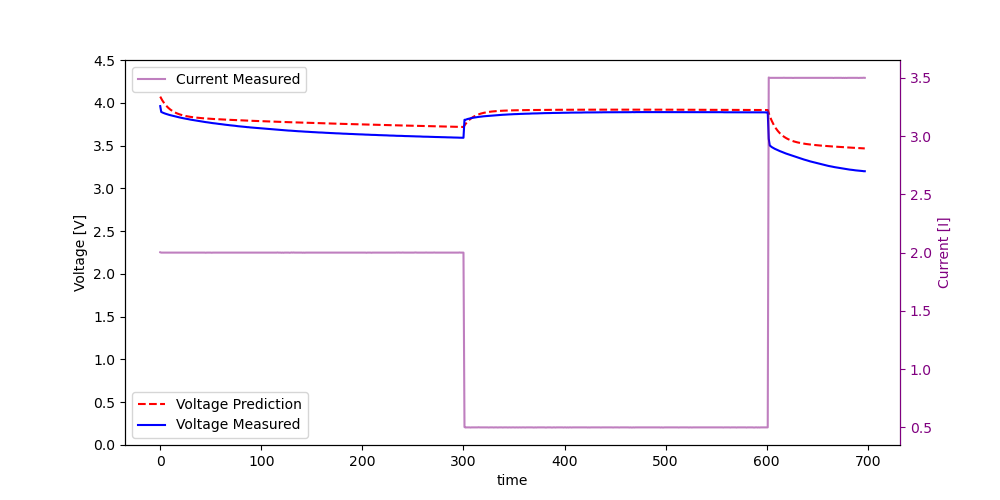 Current Measured
Voltage Prediction
Voltage Measured
Voltage [V]
4.5
4.0
3.5
3.0
2.5
2.0
1.5
1.0
0.5
0.0
0 100 200 300 400 500 600 700
time
3.5
3.0
2.5
2.0
1.5
1.0
0.5
Current [I]